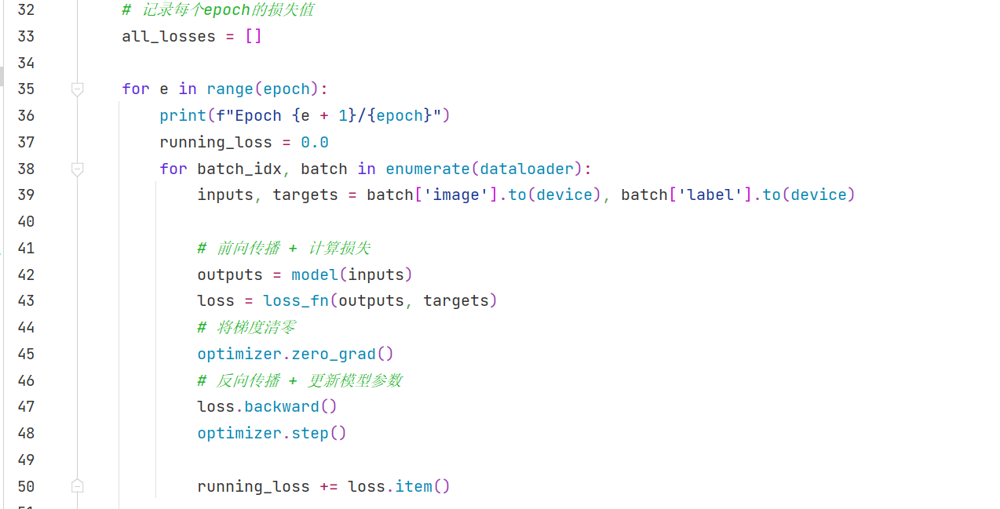 32 # 记录每个epoch的损失值
33 all_losses = []
34
35 for e in range(epoch):
36 print(f"Epoch {e + 1}/{epoch}")
37 running_loss = 0.0
38 for batch_idx, batch in enumerate(dataloader):
39 inputs, targets = batch['image'].to(device), batch['label'].to(device)
40
41 # 前向传播 + 计算损失
42 outputs = model(inputs)
43 loss = loss_fn(outputs, targets)
44 # 将梯度清零
45 optimizer.zero_grad()
46 # 反向传播 + 更新模型参数
47 loss.backward()
48 optimizer.step()
49
50 running_loss += loss.item()